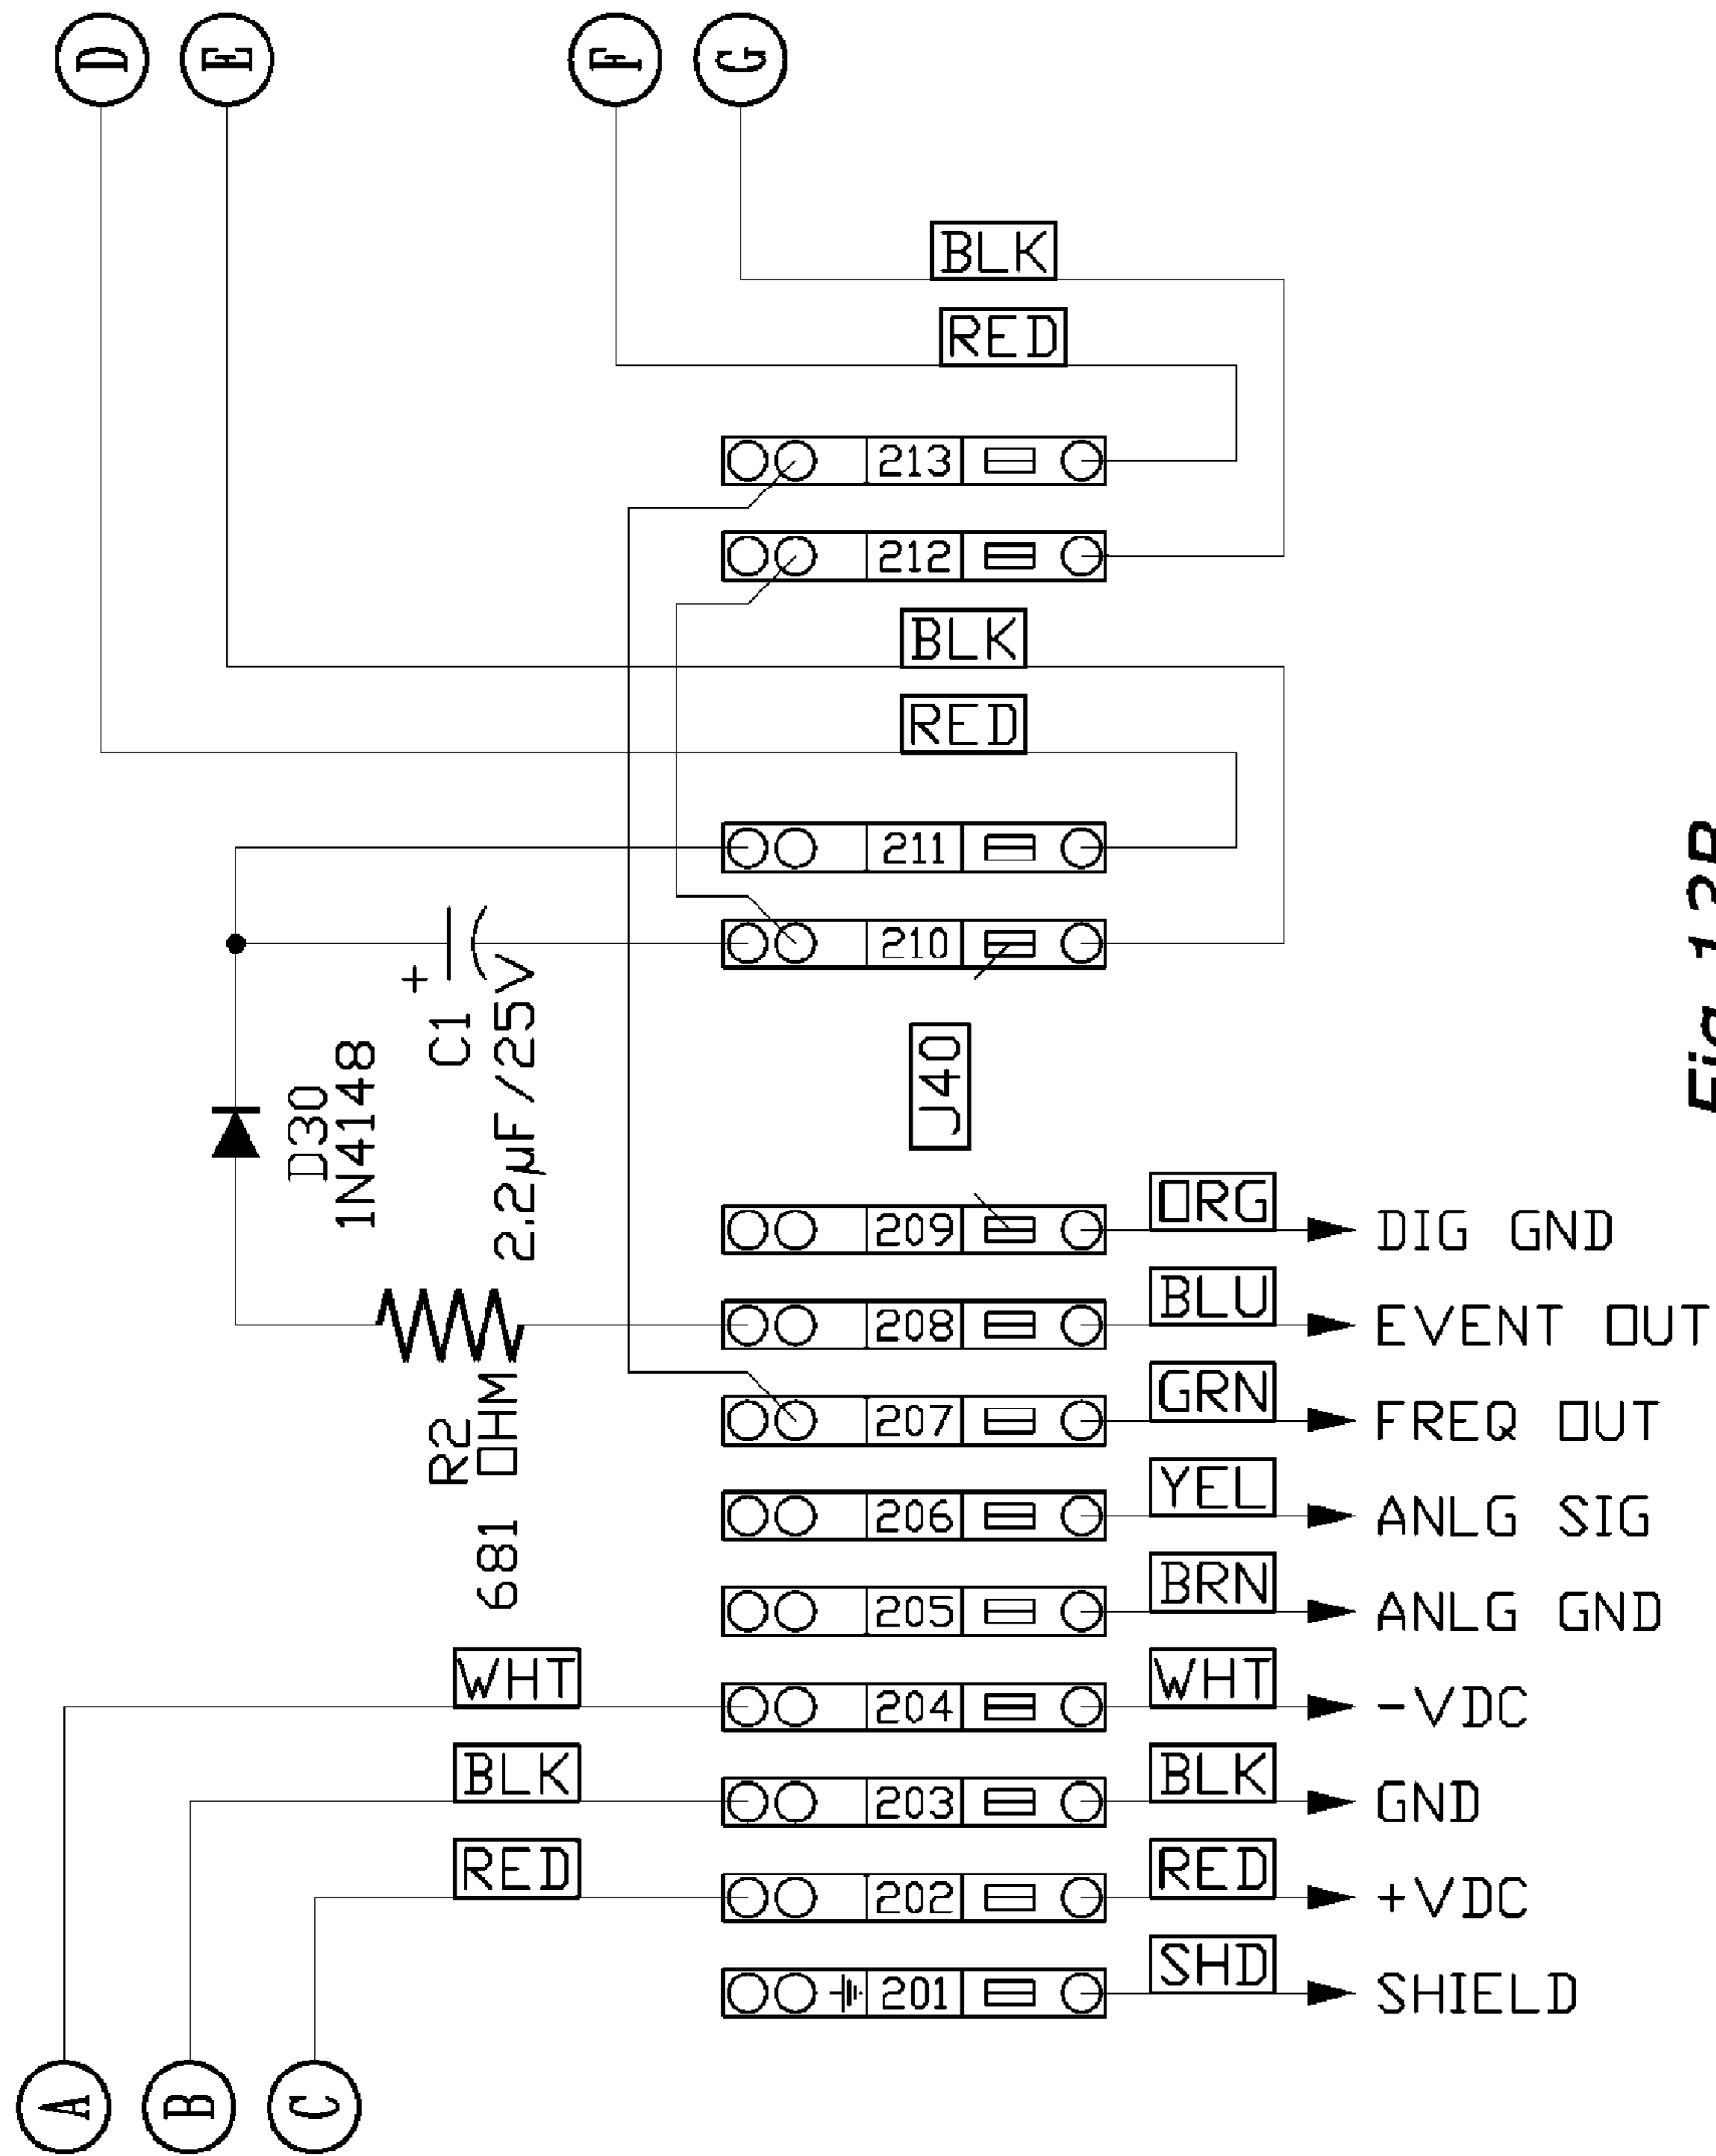 D
E
F
G
BLK
RED
213
212
BLK
RED
211
210
C1
+
2.2µF/25V
D30
1N4148
J40
209
ORG
DIG GND
208
BLU
EVENT OUT
R2
681 OHM
207
GRN
FREQ OUT
206
YEL
ANLG SIG
205
BRN
ANLG GND
WHT
204
WHT
-VDC
BLK
203
BLK
GND
RED
202
RED
+VDC
201
SHD
SHIELD
A
B
C
Fig. 13B